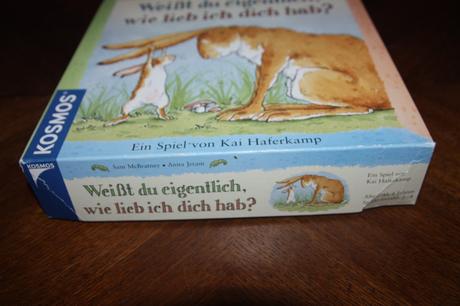 Weißt du eigentlich,
wie lieb ich dich hab?
KOSMOS
Ein Spiel von Kai Haferkamp
KOSMOS
Sam McBratney Anita Jeram
Weißt du eigentlich,
wie lieb ich dich hab?
Ein Spiel von
Kai Haferkamp